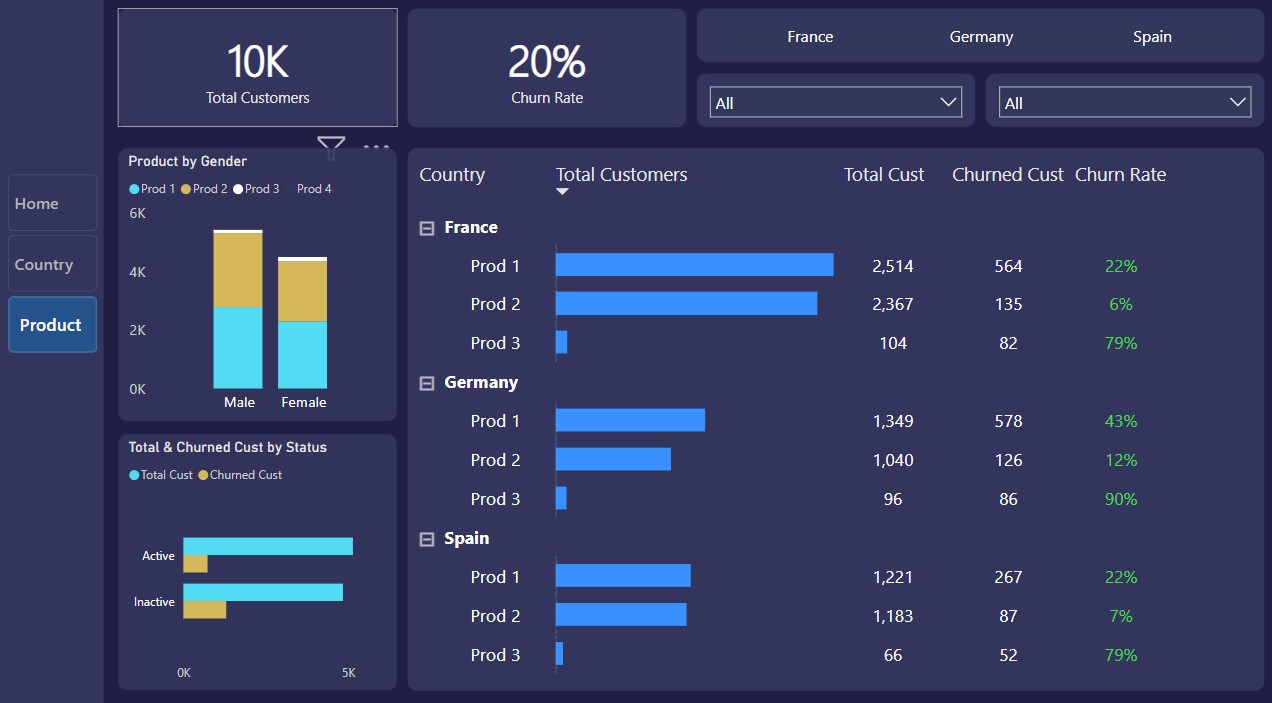 10K
Total Customers
20%
Churn Rate
France Germany Spain
All
All
Home
Country
Product
Product by Gender
Prod 1 Prod 2 Prod 3 Prod 4
6K
4K
2K
0K
Male Female
Total & Churned Cust by Status
Total Cust Churned Cust
Active
Inactive
0K 5K
Country Total Customers Total Cust Churned Cust Churn Rate
France
Prod 1 2,514 564 22%
Prod 2 2,367 135 6%
Prod 3 104 82 79%
Germany
Prod 1 1,349 578 43%
Prod 2 1,040 126 12%
Prod 3 96 86 90%
Spain
Prod 1 1,221 267 22%
Prod 2 1,183 87 7%
Prod 3 66 52 79%